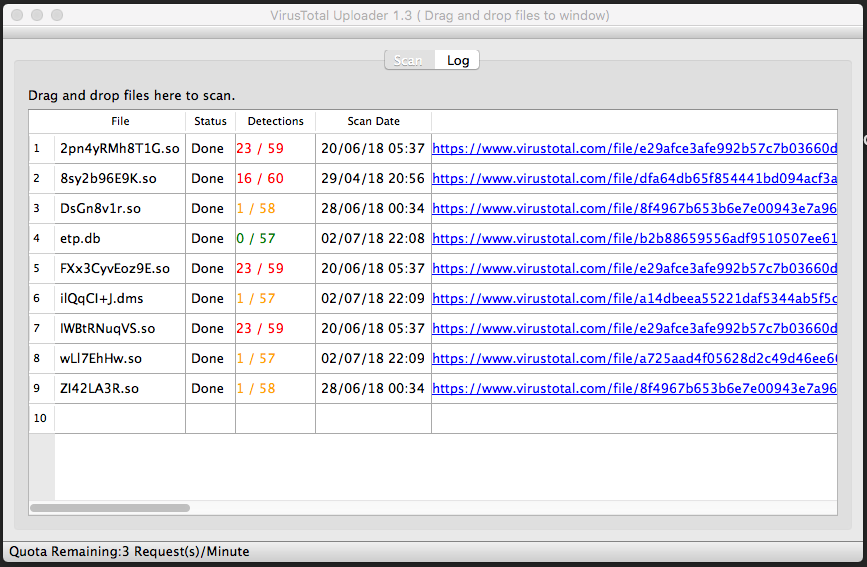 VirusTotal Uploader 1.3 ( Drag and drop files to window)
Scan Log
Drag and drop files here to scan.
File Status Detections Scan Date
1 2pn4yRMh8T1G.so Done 23 / 59 20/06/18 05:37 https://www.virustotal.com/file/e29afce3afe992b57c7b03660d
2 8sy2b96E9K.so Done 16 / 60 29/04/18 20:56 https://www.virustotal.com/file/dfa64db65f854441bd094acf3a
3 DsGn8v1r.so Done 1 / 58 28/06/18 00:34 https://www.virustotal.com/file/8f4967b653b6e7e00943e7a96
4 etp.db Done 0 / 57 02/07/18 22:08 https://www.virustotal.com/file/b2b88659556adf9510507ee61
5 FXx3CyvEoz9E.so Done 23 / 59 20/06/18 05:37 https://www.virustotal.com/file/e29afce3afe992b57c7b03660d
6 ilQqCI+J.dms Done 1 / 57 02/07/18 22:09 https://www.virustotal.com/file/a14dbeea55221daf5344ab5f5c
7 lWBtRNuqVS.so Done 23 / 59 20/06/18 05:37 https://www.virustotal.com/file/e29afce3afe992b57c7b03660d
8 wLl7EhHw.so Done 1 / 57 02/07/18 22:09 https://www.virustotal.com/file/a725aad4f05628d2c49d46ee60
9 ZI42LA3R.so Done 1 / 58 28/06/18 00:34 https://www.virustotal.com/file/8f4967b653b6e7e00943e7a96
10
Quota Remaining:3 Request(s)/Minute